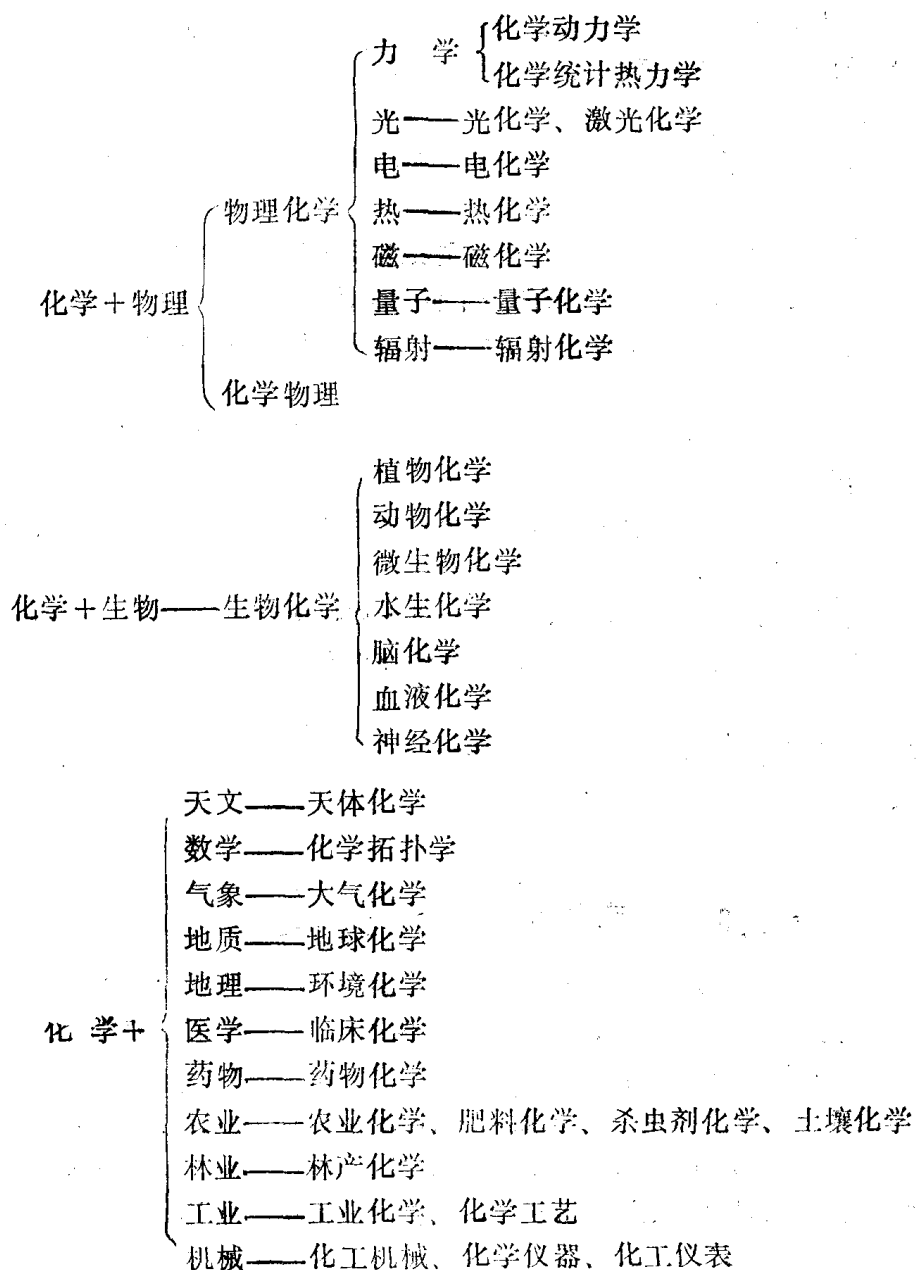 力 学 化学动力学
化学统计热力学
光——光化学、激光化学
电——电化学
物理化学 热——热化学
磁——磁化学
化学+物理 量子——量子化学
辐射——辐射化学
化学物理
植物化学
动物化学
微生物化学
化学+生物——生物化学 水生化学
脑化学
血液化学
神经化学
天文——天体化学
数学——化学拓扑学
气象——大气化学
地质——地球化学
地理——环境化学
化 学+ 医学——临床化学
药物——药物化学
农业——农业化学、肥料化学、杀虫剂化学、土壤化学
林业——林产化学
工业——工业化学、化学工艺
机械——化工机械、化学仪器、化工仪表